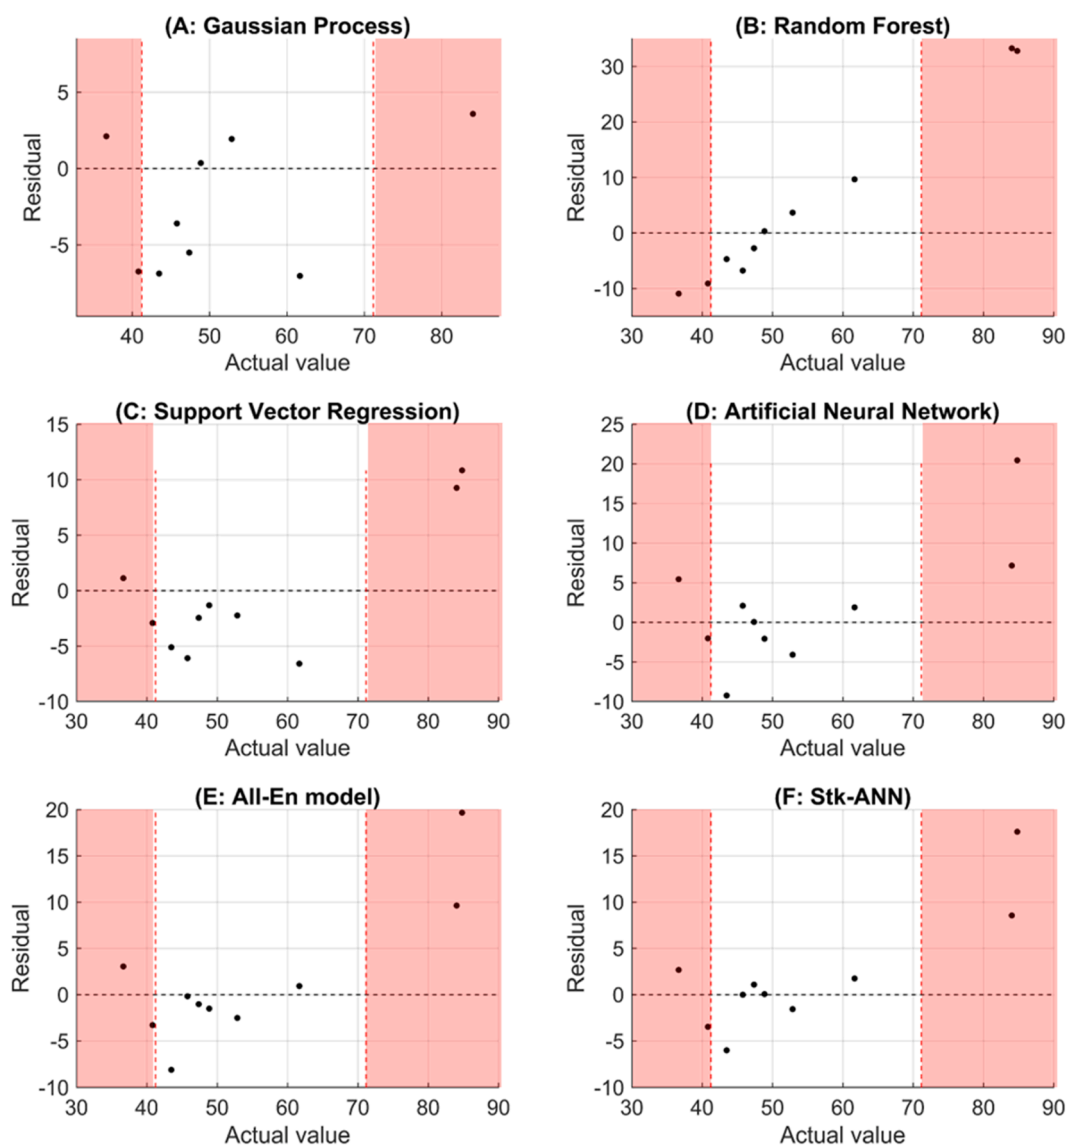 (A: Gaussian Process)
Residual
5
0
-5
40 50 60 70 80
Actual value
(B: Random Forest)
Residual
30
20
10
0
-10
30 40 50 60 70 80 90
Actual value
(C: Support Vector Regression)
Residual
15
10
5
0
-5
-10
30 40 50 60 70 80 90
Actual value
(D: Artificial Neural Network)
Residual
25
20
15
10
5
0
-5
-10
30 40 50 60 70 80 90
Actual value
(E: All-En model)
Residual
20
15
10
5
0
-5
-10
30 40 50 60 70 80 90
Actual value
(F: Stk-ANN)
Residual
20
15
10
5
0
-5
-10
30 40 50 60 70 80 90
Actual value